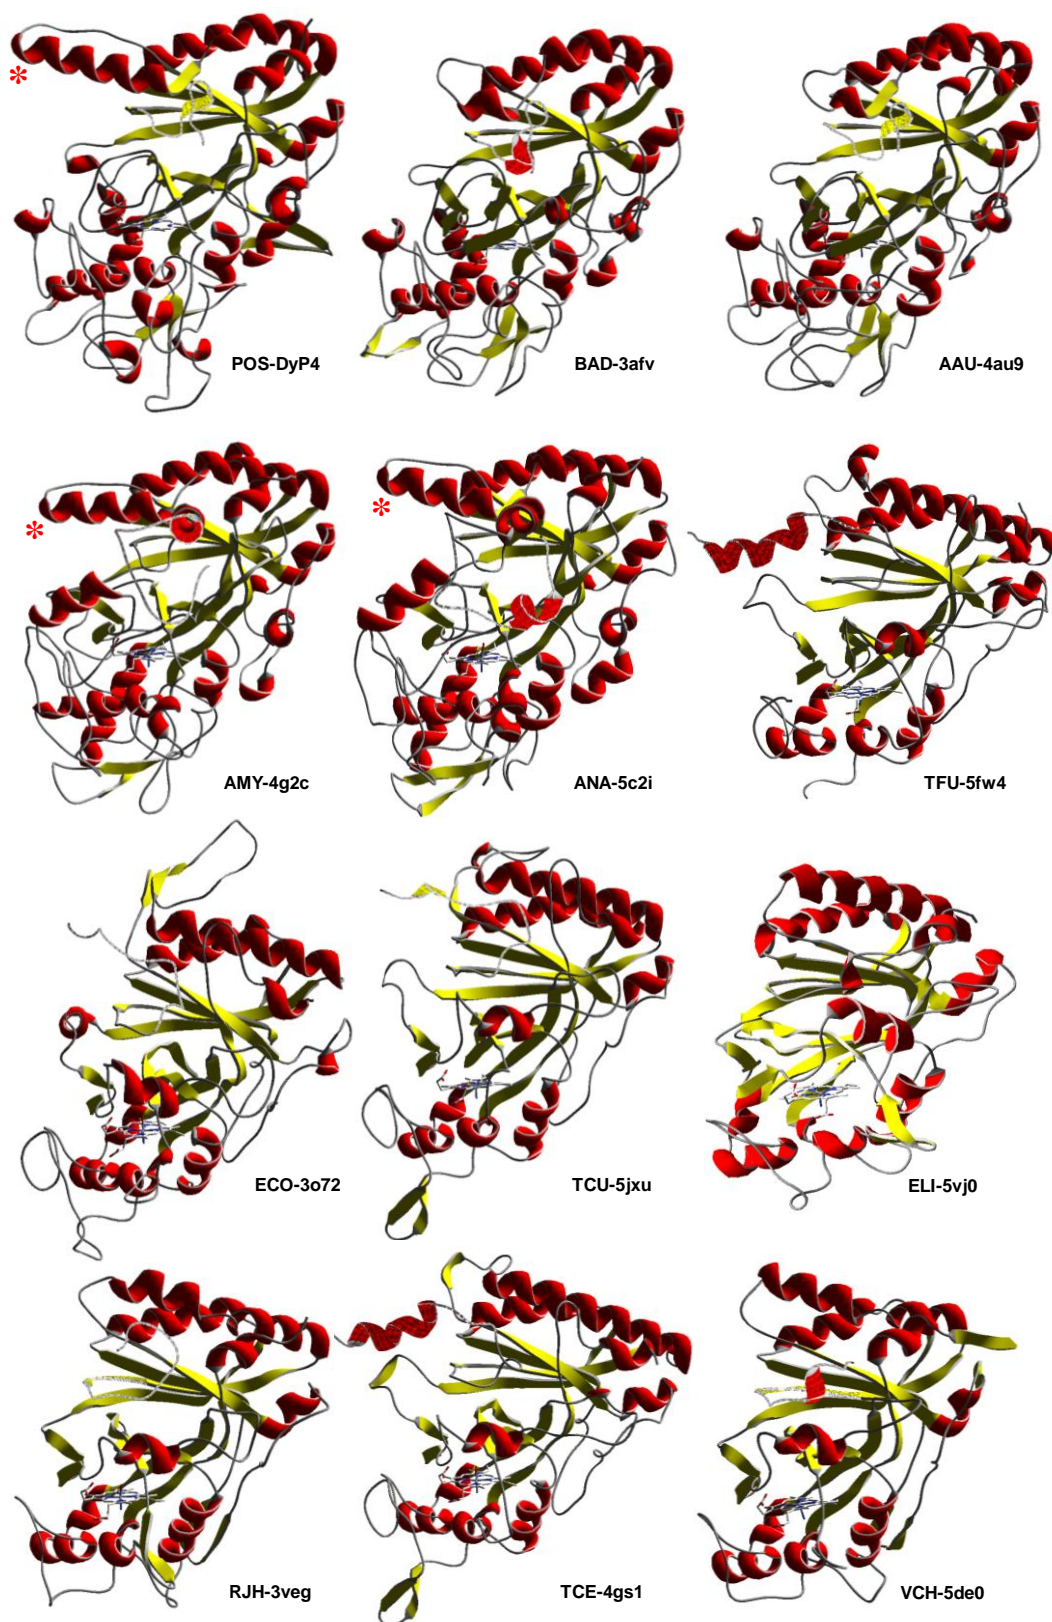 *
POS-DyP4
BAD-3afv
AAU-4au9
*
*
AMY-4g2c
ANA-5c2i
TFU-5fw4
ECO-3o72
TCU-5jxu
ELI-5vj0
RJH-3veg
TCE-4gs1
VCH-5de0